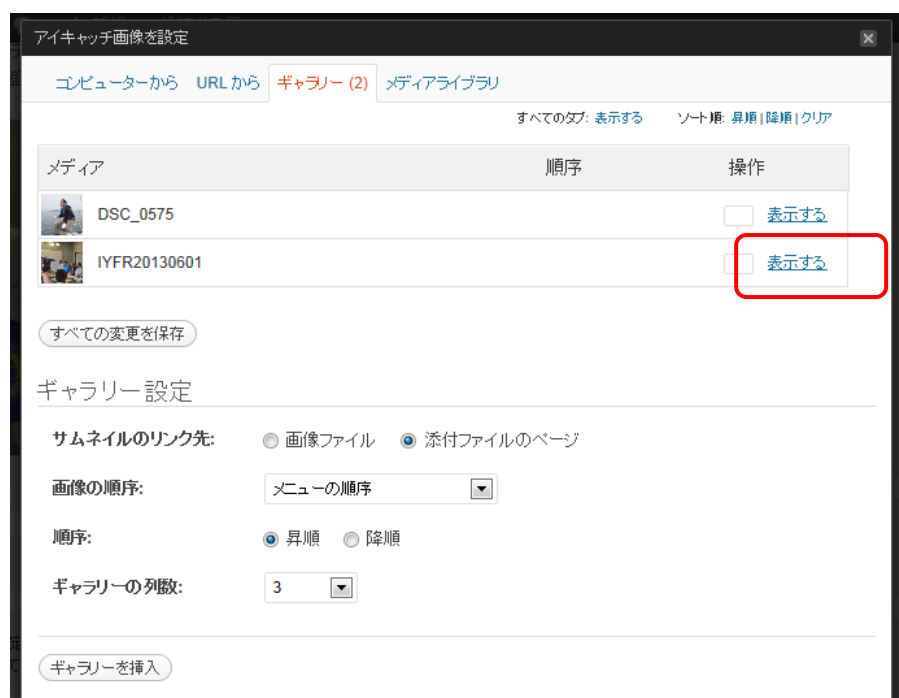 アイキャッチ画像を設定
コンピューターから URLから ギャラリー (2) メディアライブラリ
すべてのタブ: 表示する ソート順: 昇順 | 降順 | クリア
メディア 順序 操作
DSC_0575 表示する
IYFR20130601 表示する
すべての変更を保存
ギャラリー設定
サムネイルのリンク先: 画像ファイル 添付ファイルのページ
画像の順序: メニューの順序
順序: 昇順 降順
ギャラリーの列数: 3
ギャラリーを挿入